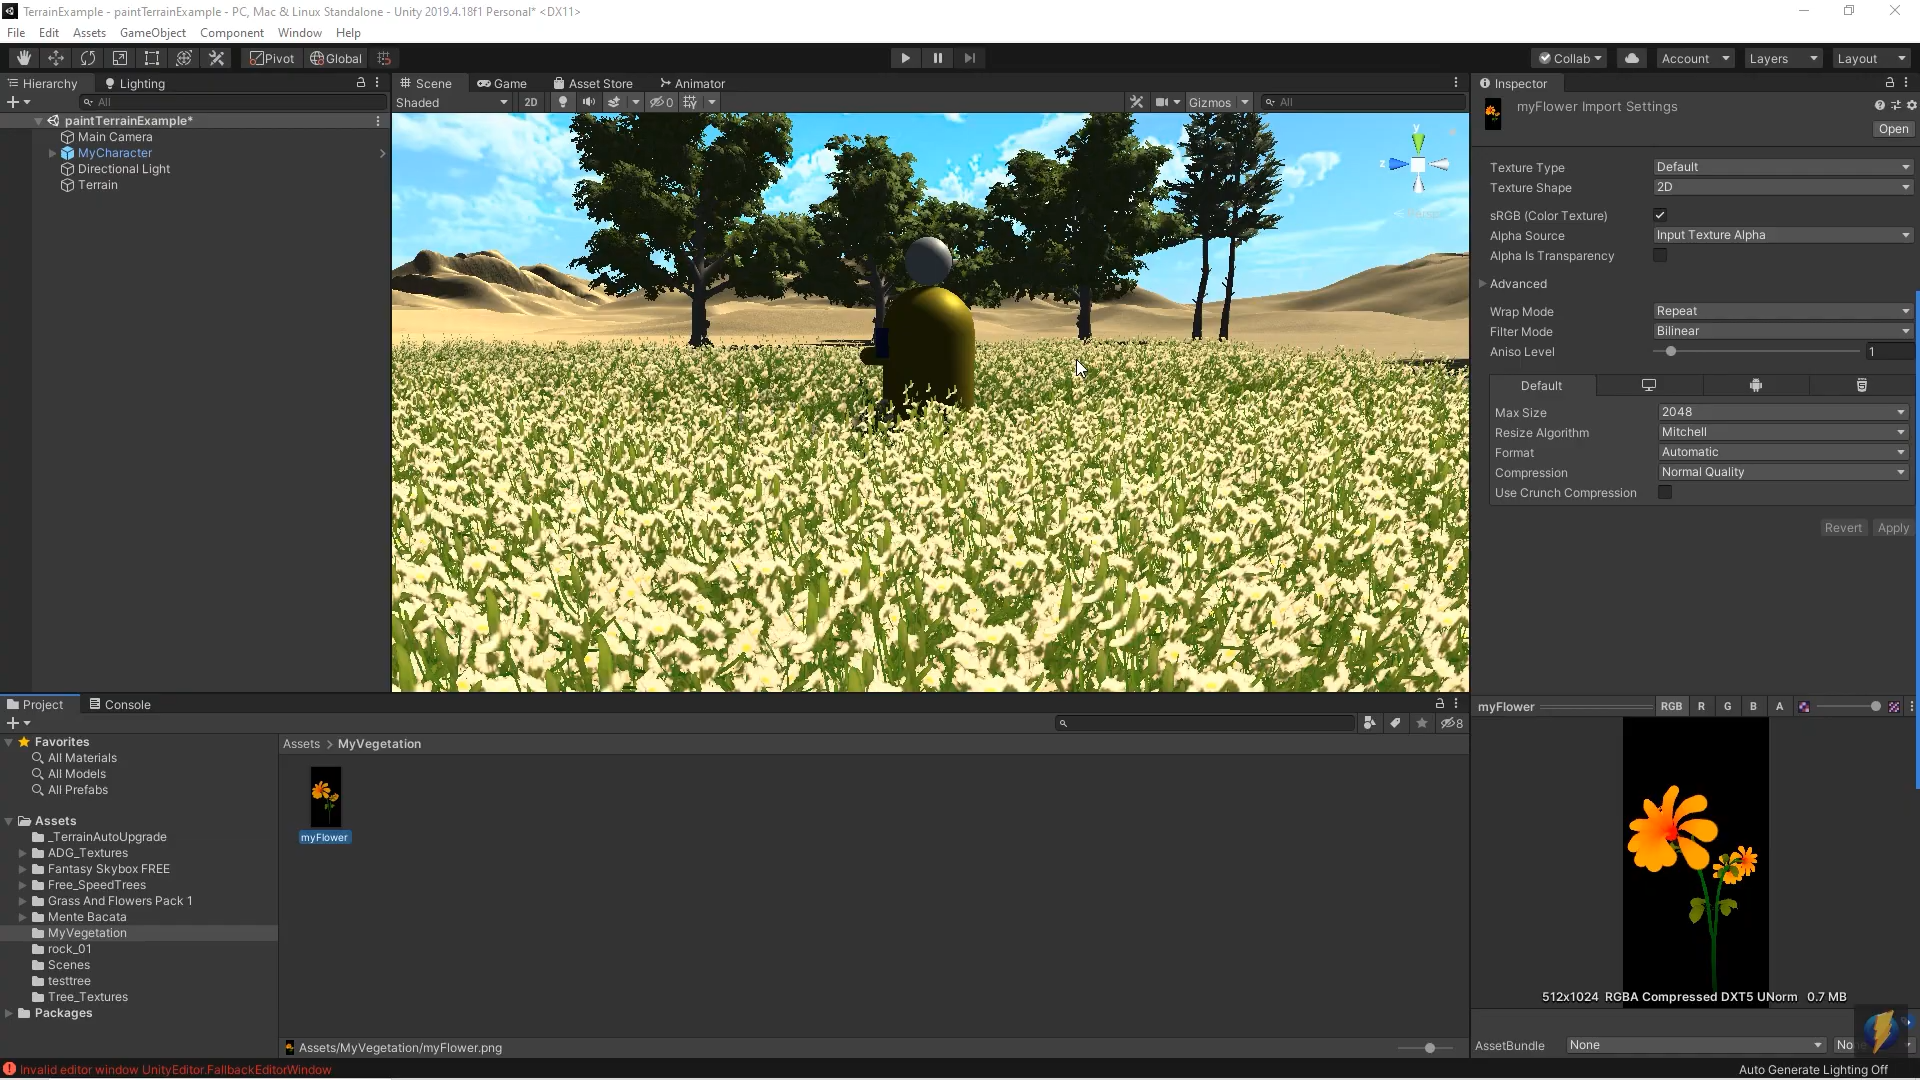 TerrainExample - paintTerrainExample - PC, Mac & Linux Standalone - Unity 2019.4.18f1 Personal* <DX11>
File Edit Assets GameObject Component Window Help
Pivot Global Collab Account Layers Layout
Hierarchy Lighting
All
paintTerrainExample*
Main Camera
MyCharacter
Directional Light
Terrain
Scene Game Asset Store Animator
Shaded 2D 0 Gizmos All
y
z
Inspector
myFlower Import Settings
Open
Texture Type Default
Texture Shape 2D
sRGB (Color Texture)
Alpha Source Input Texture Alpha
Alpha Is Transparency
Advanced
Wrap Mode Repeat
Filter Mode Bilinear
Aniso Level 1
Default
Max Size 2048
Resize Algorithm Mitchell
Format Automatic
Compression Normal Quality
Use Crunch Compression
Revert Apply
Project Console
8
Favorites
All Materials
All Models
All Prefabs
Assets
_TerrainAutoUpgrade
ADG_Textures
Fantasy Skybox FREE
Free_SpeedTrees
Grass And Flowers Pack 1
Mente Bacata
MyVegetation
rock_01
Scenes
testtree
Tree_Textures
Packages
Assets > MyVegetation
myFlower
Assets/MyVegetation/myFlower.png
myFlower RGB R G B A
512x1024 RGBA Compressed DXT5 UNorm 0.7 MB
AssetBundle None
Invalid editor window UnityEditor.FallbackEditorWindow
Auto Generate Lighting Off